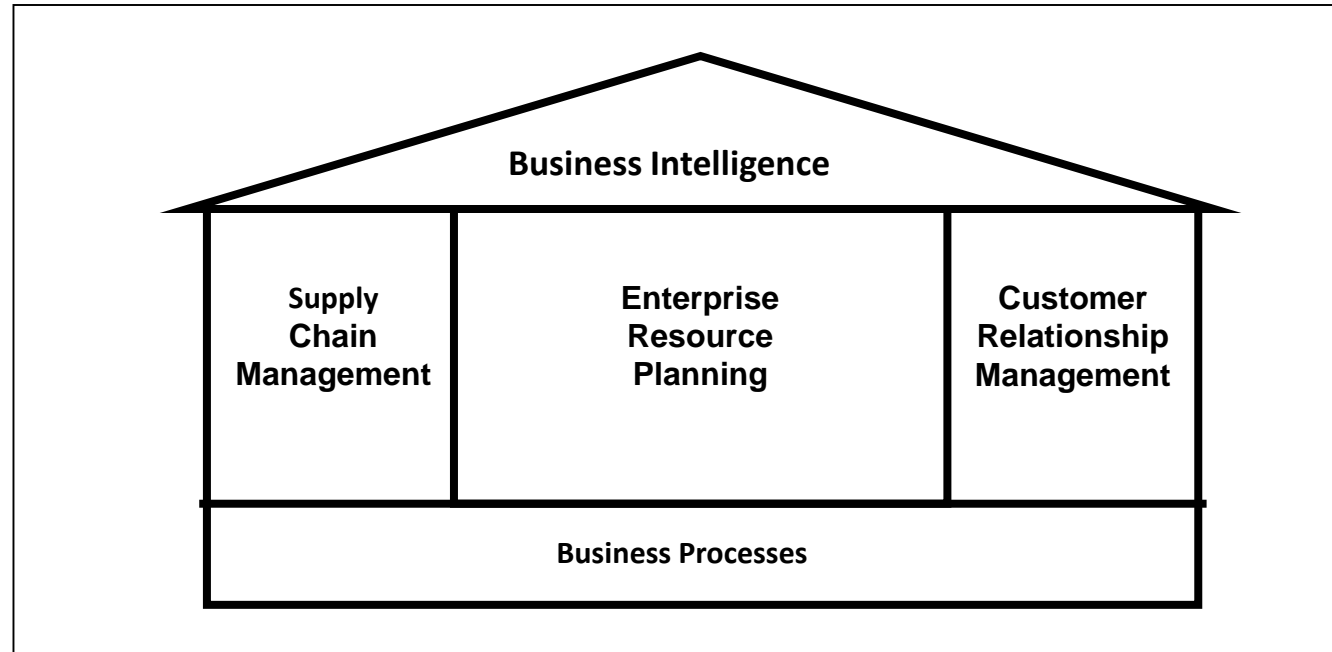 Business Intelligence
Supply
Chain
Management
Enterprise
Resource
Planning
Customer
Relationship
Management
Business Processes